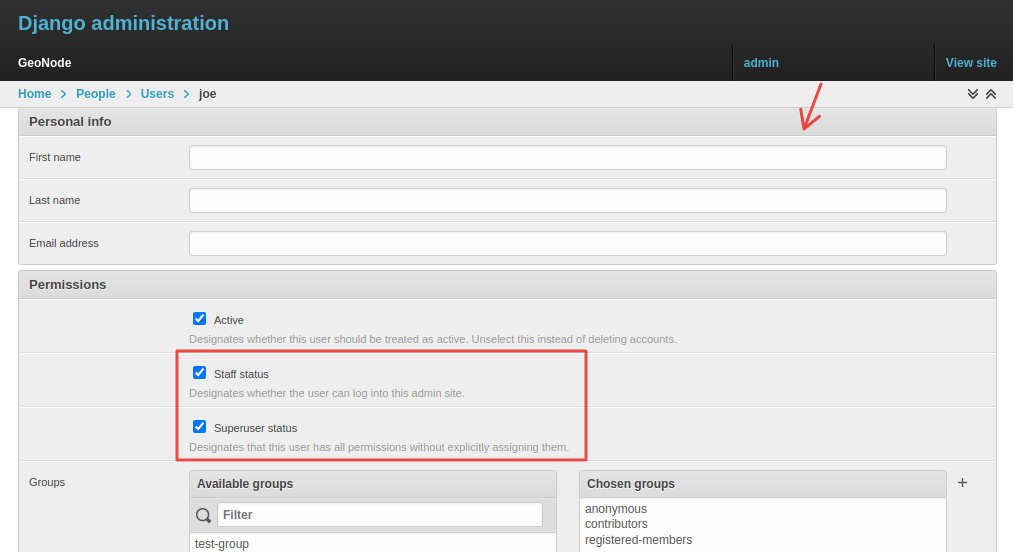 Django administration
GeoNode
admin
View site
Home
People
Users
joe
Personal info
First name
Last name
Email address
Permissions
Active
Designates whether this user should be treated as active. Unselect this instead of deleting accounts.
Staff status
Designates whether the user can log into this admin site.
Superuser status
Designates that this user has all permissions without explicitly assigning them.
Groups
Available groups
Chosen groups
Filter
anonymous
contributors
registered-members
test-group